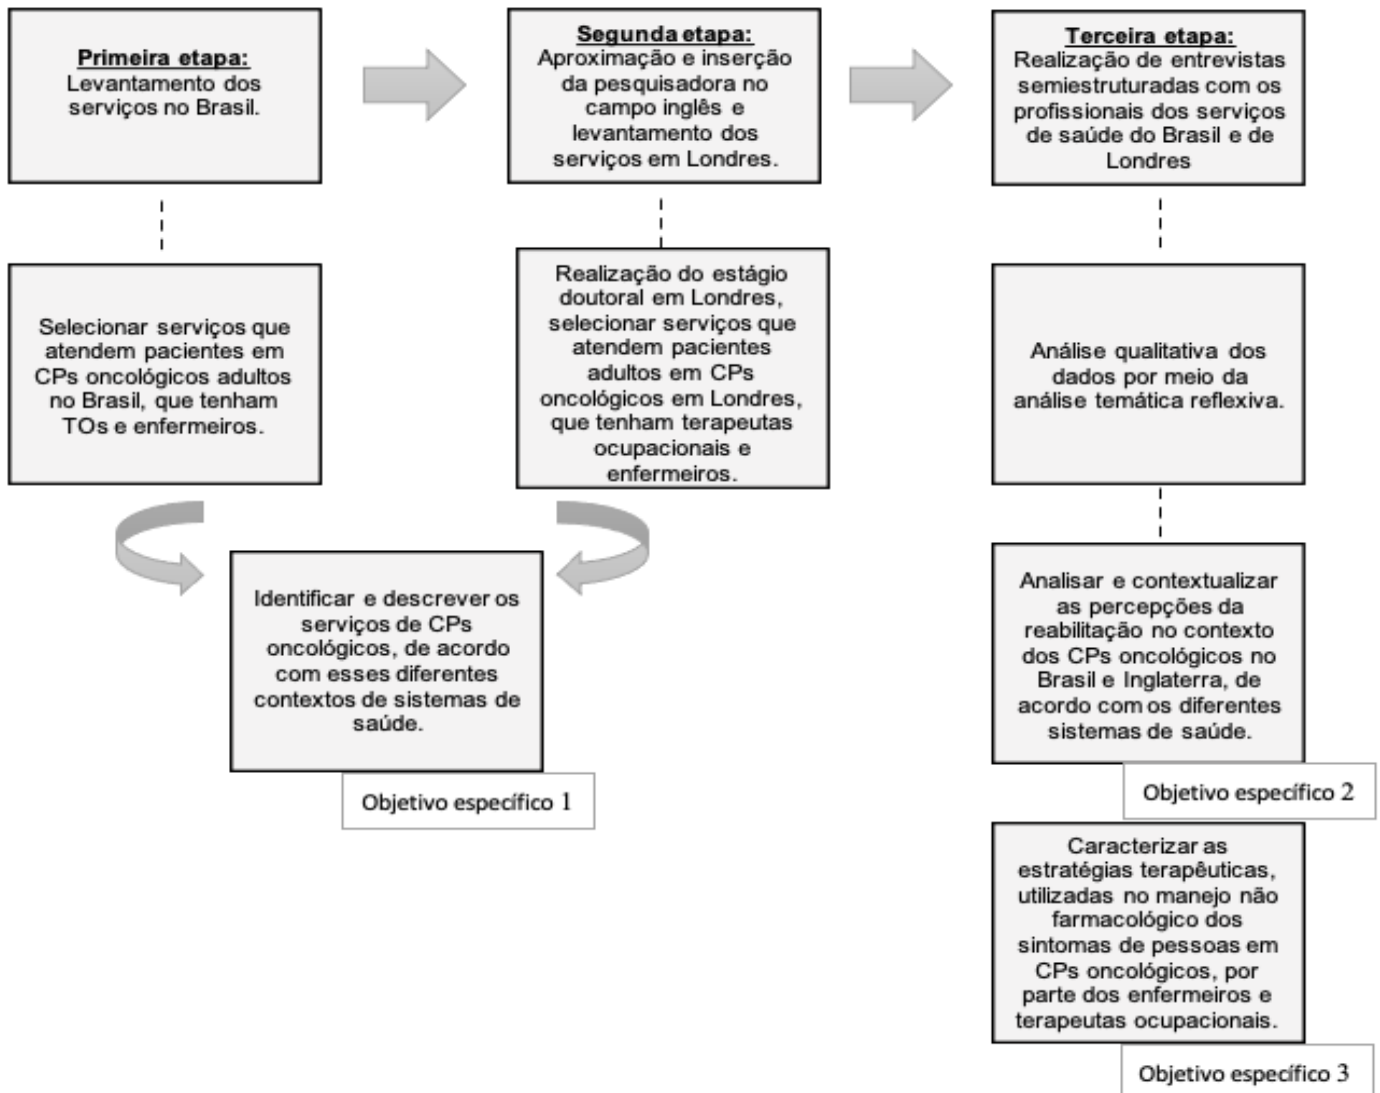 Primeira etapa:
Levantamento dos
serviços no Brasil.
Segunda etapa:
Aproximação e inserção
da pesquisadora no
campo inglês e
levantamento dos
serviços em Londres.
Terceira etapa:
Realização de entrevistas
semiestruturadas com os
profissionais dos serviços
de saúde do Brasil e de
Londres
Selecionar serviços que
atendem pacientes em
CPs oncológicos adultos
no Brasil, que tenham
TOs e enfermeiros.
Realização do estágio
doutoral em Londres,
selecionar serviços que
atendem pacientes
adultos em CPs
oncológicos em Londres,
que tenham terapeutas
ocupacionais e
enfermeiros.
Análise qualitativa dos
dados por meio da
análise temática reflexiva.
Identificar e descrever os
serviços de CPs
oncológicos, de acordo
com esses diferentes
contextos de sistemas de
saúde.
Objetivo específico 1
Analisar e contextualizar
as percepções da
reabilitação no contexto
dos CPs oncológicos no
Brasil e Inglaterra, de
acordo com os diferentes
sistemas de saúde.
Objetivo específico 2
Caracterizar as
estratégias terapêuticas,
utilizadas no manejo não
farmacológico dos
sintomas de pessoas em
CPs oncológicos, por
parte dos enfermeiros e
terapeutas ocupacionais.
Objetivo específico 3